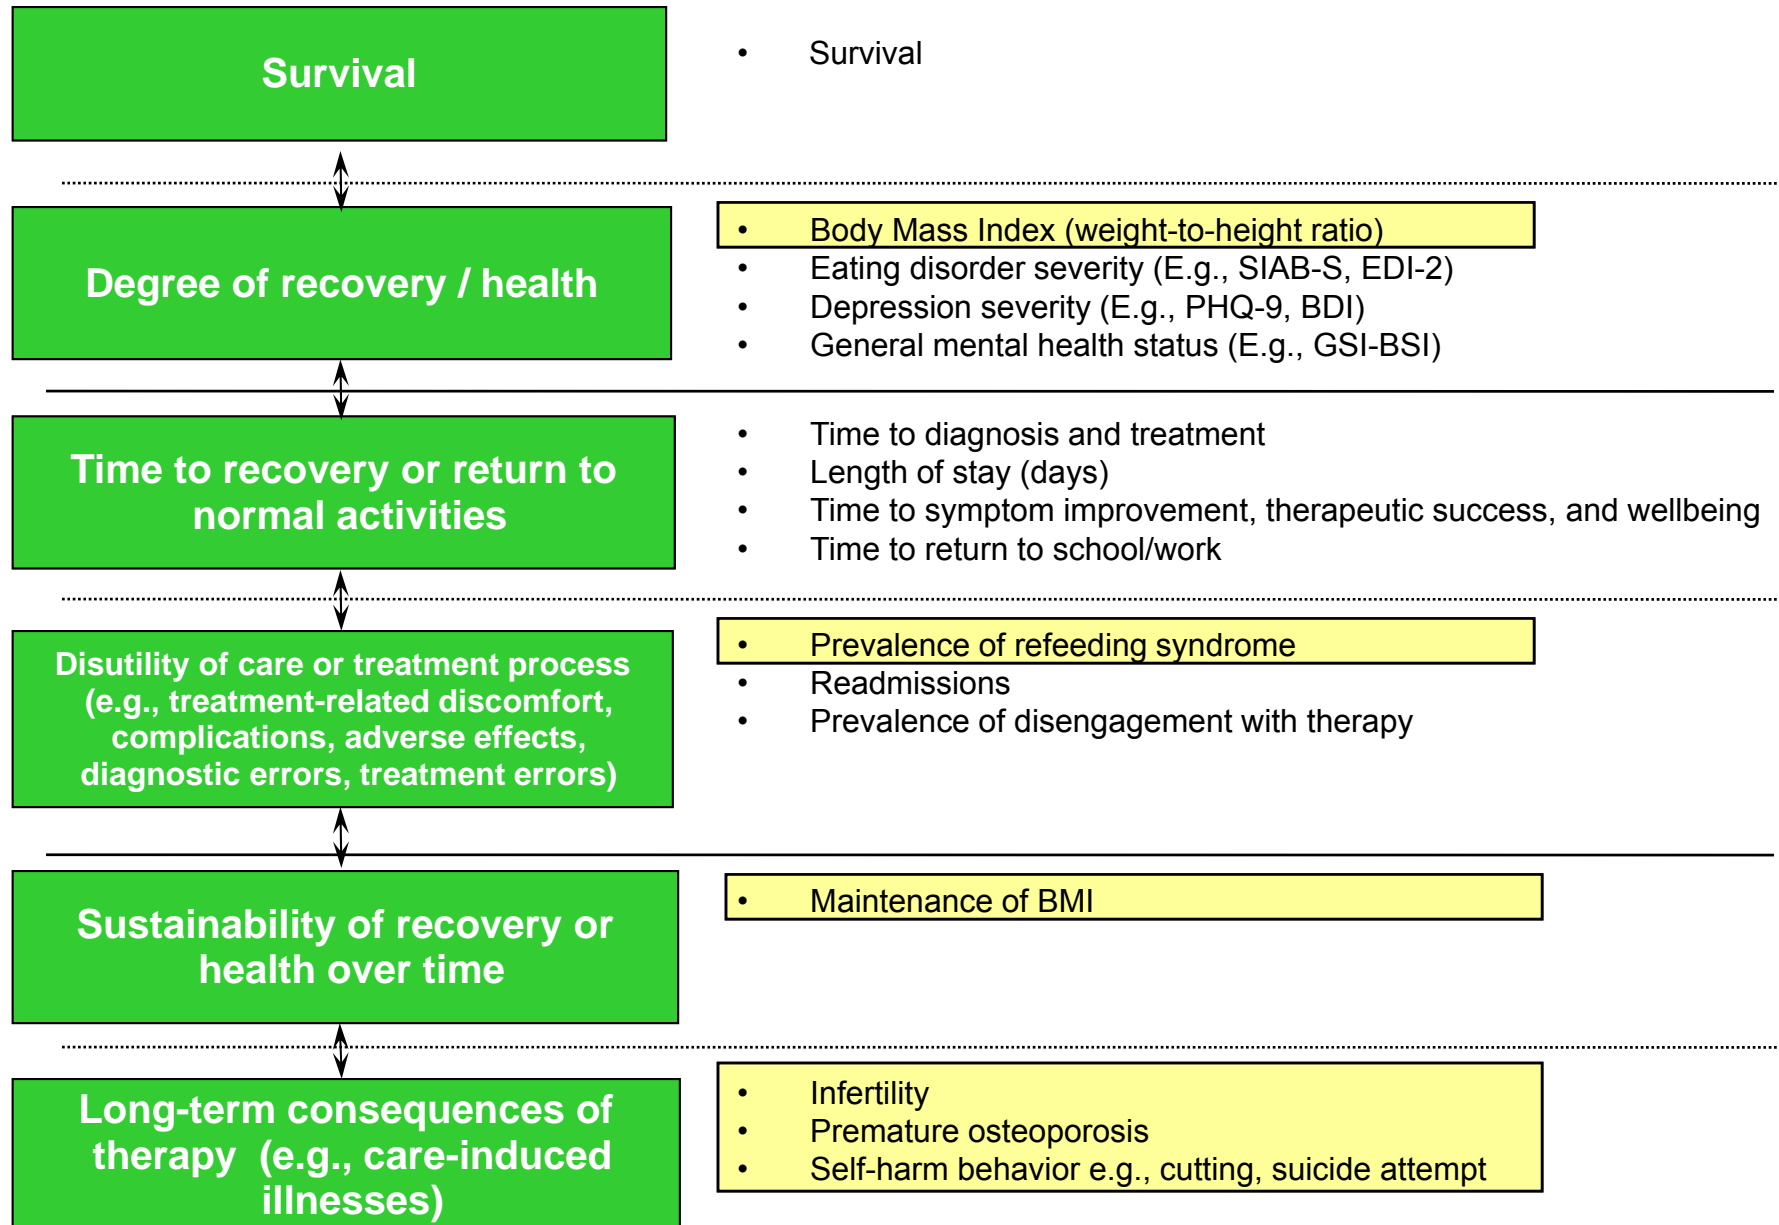 Survival
• Survival
Degree of recovery / health
• Body Mass Index (weight-to-height ratio)
• Eating disorder severity (E.g., SIAB-S, EDI-2)
• Depression severity (E.g., PHQ-9, BDI)
• General mental health status (E.g., GSI-BSI)
Time to recovery or return to
normal activities
• Time to diagnosis and treatment
• Length of stay (days)
• Time to symptom improvement, therapeutic success, and wellbeing
• Time to return to school/work
Disutility of care or treatment process
(e.g., treatment-related discomfort,
complications, adverse effects,
diagnostic errors, treatment errors)
• Prevalence of refeeding syndrome
• Readmissions
• Prevalence of disengagement with therapy
Sustainability of recovery or
health over time
• Maintenance of BMI
Long-term consequences of
therapy (e.g., care-induced
illnesses)
• Infertility
• Premature osteoporosis
• Self-harm behavior e.g., cutting, suicide attempt